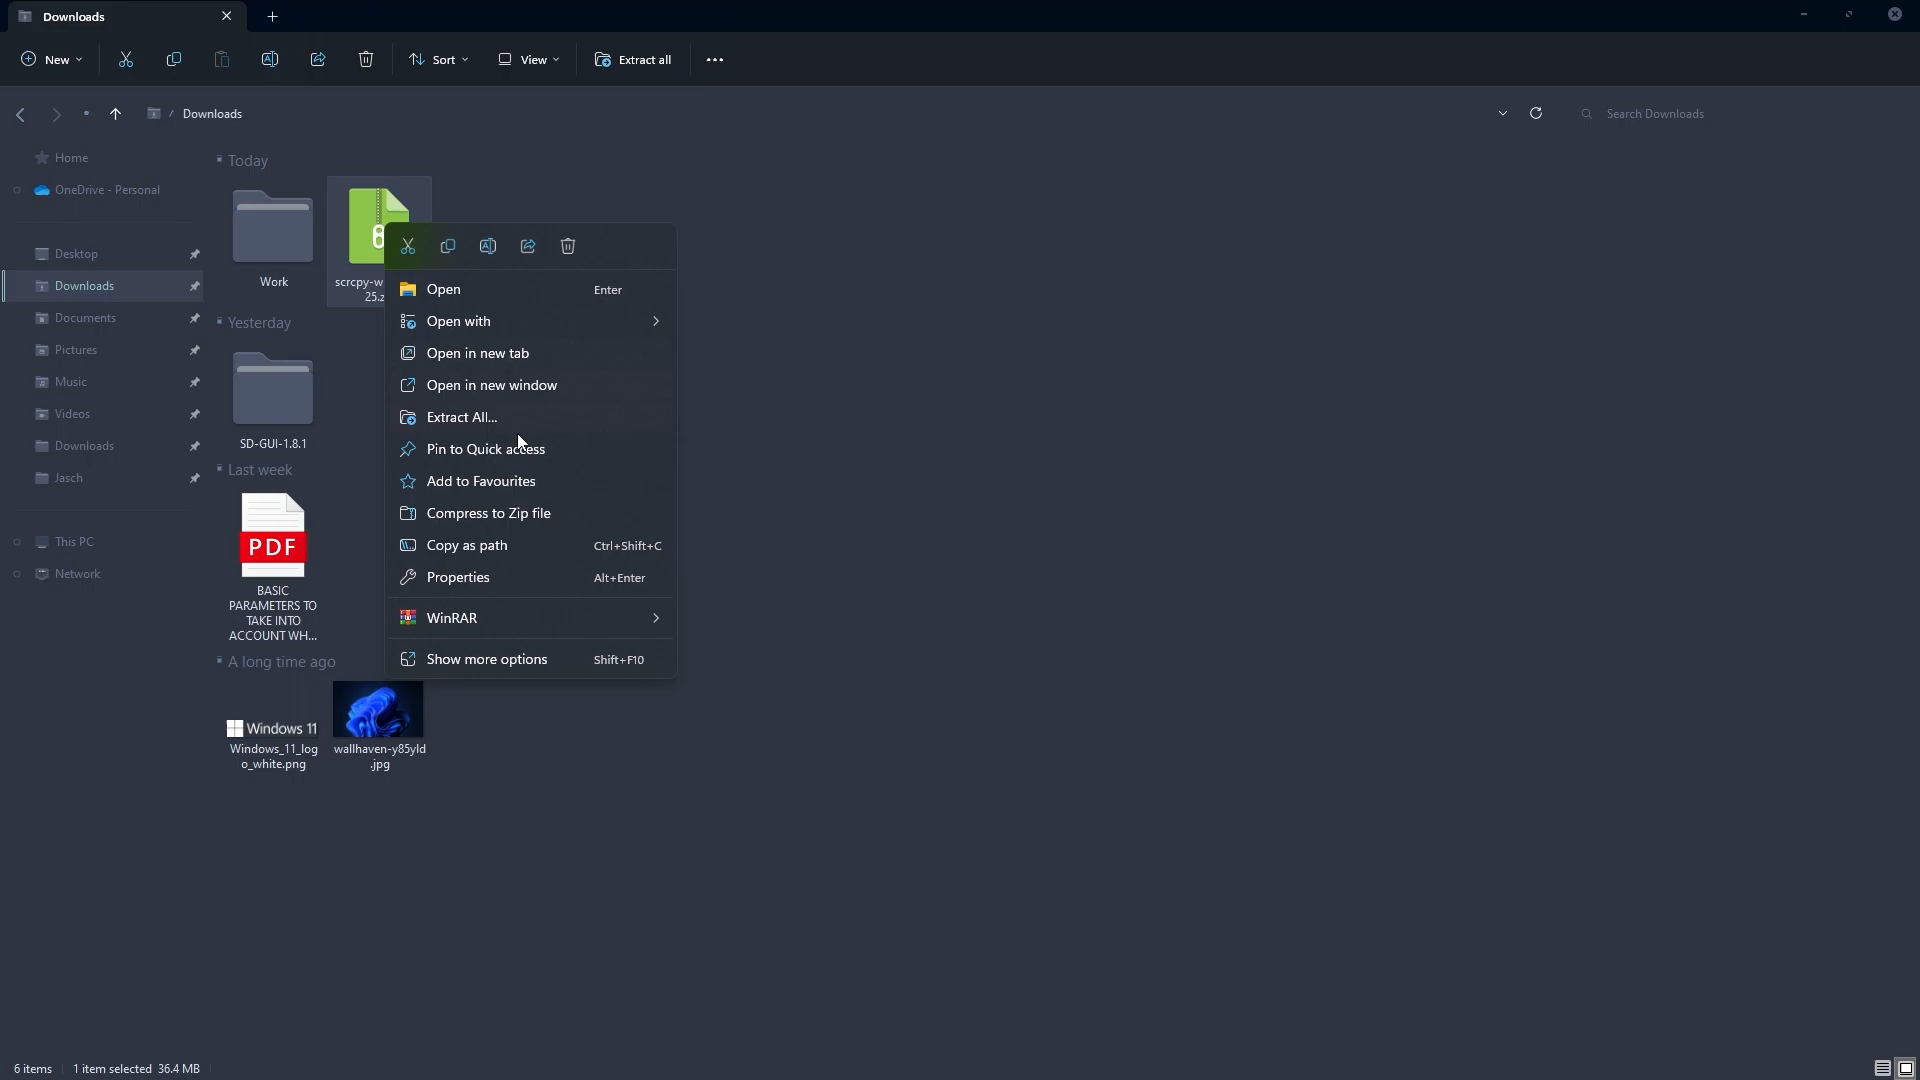 Downloads
New
Sort
View
Extract all
/ Downloads
Search Downloads
Home
OneDrive - Personal
Desktop
Downloads
Documents
Pictures
Music
Videos
Downloads
Jasch
This PC
Network
Today
Work
scrcpy-w
25.z
Yesterday
SD-GUI-1.8.1
Last week
PDF
BASIC
PARAMETERS TO
TAKE INTO
ACCOUNT WH...
A long time ago
Windows 11
Windows_11_log
o_white.png
wallhaven-y85yld
.jpg
Open Enter
Open with
Open in new tab
Open in new window
Extract All...
Pin to Quick access
Add to Favourites
Compress to Zip file
Copy as path Ctrl+Shift+C
Properties Alt+Enter
WinRAR
Show more options Shift+F10
6 items 1 item selected 36.4 MB